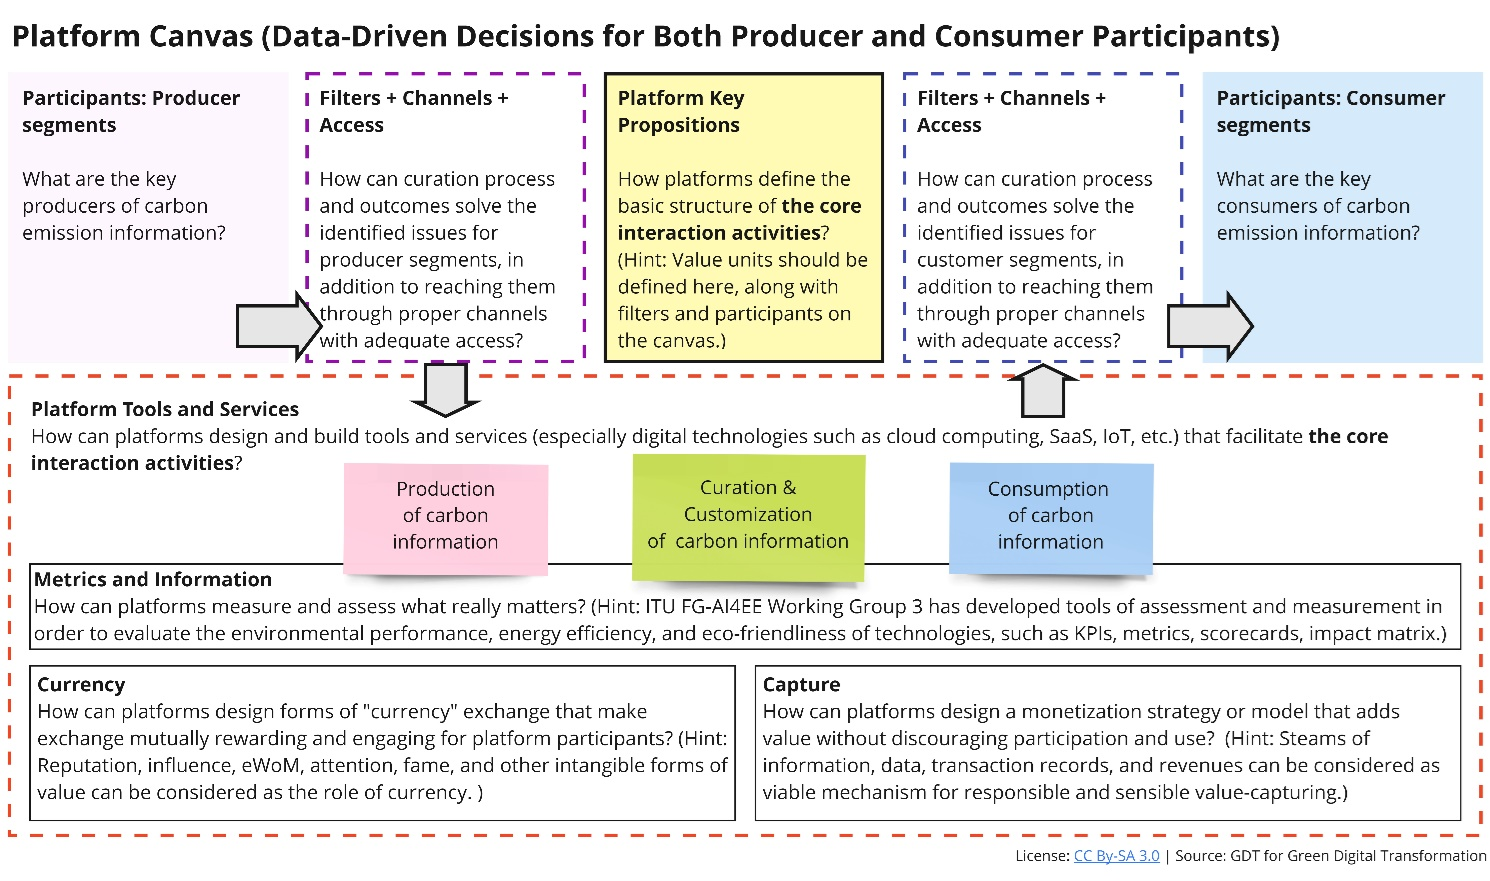 Platform Canvas (Data-Driven Decisions for Both Producer and Consumer Participants)
Participants: Producer
segments
What are the key
producers of carbon
emission information?
Filters + Channels +
Access
How can curation process
and outcomes solve the
identified issues for
producer segments, in
addition to reaching them
through proper channels
with adequate access?
Platform Key
Propositions
How platforms define the
basic structure of the core
interaction activities?
(Hint: Value units should be
defined here, along with
filters and participants on
the canvas.)
Filters + Channels +
Access
How can curation process
and outcomes solve the
identified issues for
customer segments, in
addition to reaching them
through proper channels
with adequate access?
Participants: Consumer
segments
What are the key
consumers of carbon
emission information?
Platform Tools and Services
How can platforms design and build tools and services (especially digital technologies such as cloud computing, SaaS, IoT, etc.) that facilitate the core
interaction activities?
Production
of carbon
information
Curation &
Customization
of carbon information
Consumption
of carbon
information
Metrics and Information
How can platforms measure and assess what really matters? (Hint: ITU FG-AI4EE Working Group 3 has developed tools of assessment and measurement in
order to evaluate the environmental performance, energy efficiency, and eco-friendliness of technologies, such as KPIs, metrics, scorecards, impact matrix.)
Currency
How can platforms design forms of "currency" exchange that make
exchange mutually rewarding and engaging for platform participants? (Hint:
Reputation, influence, eWoM, attention, fame, and other intangible forms of
value can be considered as the role of currency. )
Capture
How can platforms design a monetization strategy or model that adds
value without discouraging participation and use? (Hint: Steams of
information, data, transaction records, and revenues can be considered as
viable mechanism for responsible and sensible value-capturing.)
License: CC By-SA 3.0 | Source: GDT for Green Digital Transformation